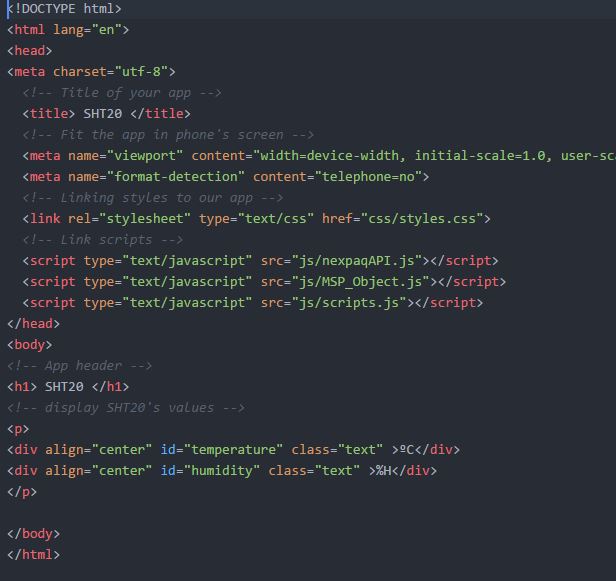 <!DOCTYPE html>
<html lang="en">
<head>
<meta charset="utf-8">
  <!-- Title of your app -->
  <title> SHT20 </title>
  <!-- Fit the app in phone's screen -->
  <meta name="viewport" content="width=device-width, initial-scale=1.0, user-sca
  <meta name="format-detection" content="telephone=no">
  <!-- Linking styles to our app -->
  <link rel="stylesheet" type="text/css" href="css/styles.css">
  <!-- Link scripts -->
  <script type="text/javascript" src="js/nexpaqAPI.js"></script>
  <script type="text/javascript" src="js/MSP_Object.js"></script>
  <script type="text/javascript" src="js/scripts.js"></script>
</head>
<body>
<!-- App header -->
<h1> SHT20 </h1>
<!-- display SHT20's values -->
<p>
<div align="center" id="temperature" class="text" >ºC</div>
<div align="center" id="humidity" class="text" >%H</div>
</p>

</body>
</html>